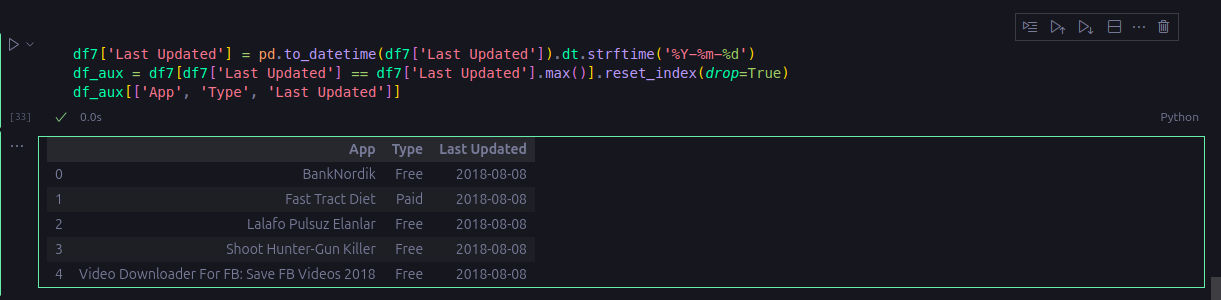 df7['Last Updated'] = pd.to_datetime(df7['Last Updated']).dt.strftime('%Y-%m-%d')
df_aux = df7[df7['Last Updated'] == df7['Last Updated'].max()].reset_index(drop=True)
df_aux[['App', 'Type', 'Last Updated']]
[33] 0.0s Python
App Type Last Updated
0 BankNordik Free 2018-08-08
1 Fast Tract Diet Paid 2018-08-08
2 Lalafo Pulsuz Elanlar Free 2018-08-08
3 Shoot Hunter-Gun Killer Free 2018-08-08
4 Video Downloader For FB: Save FB Videos 2018 Free 2018-08-08